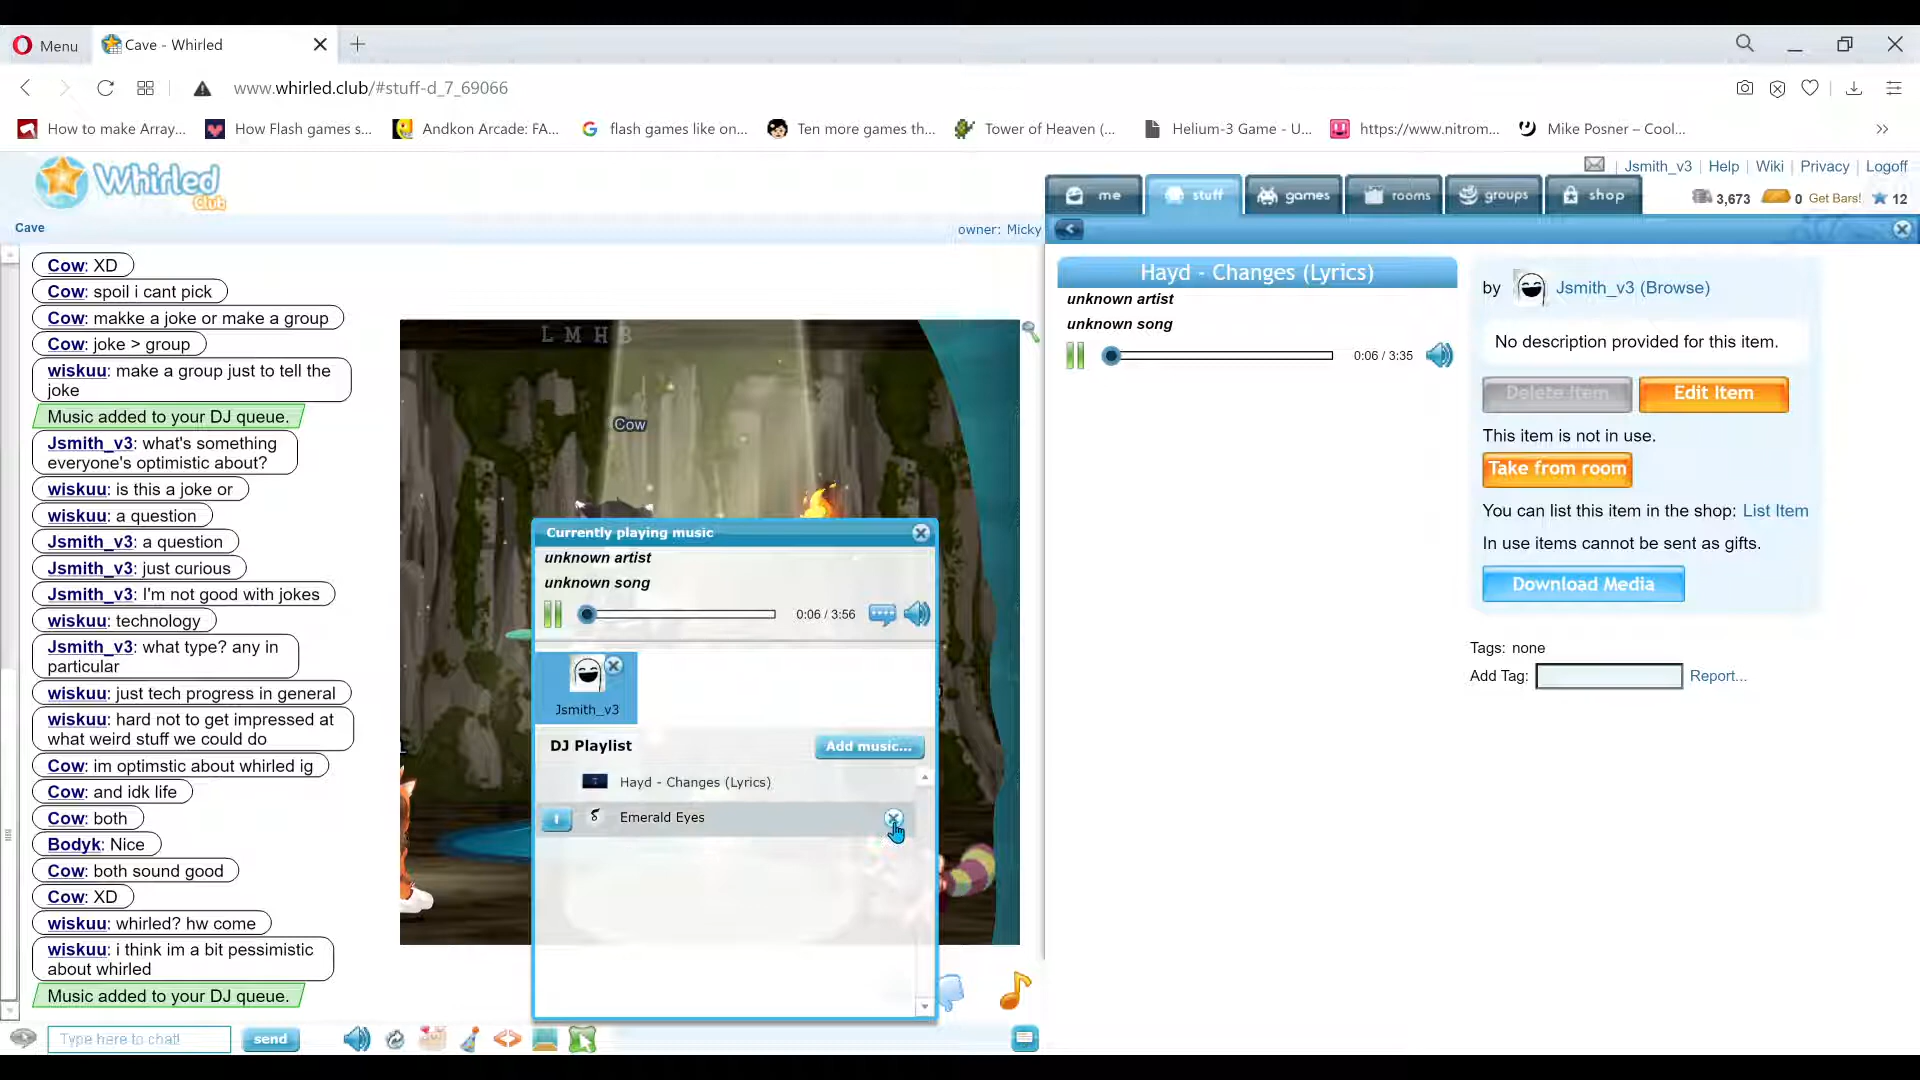 Menu
Cave - Whirled
www.whirled.club/#stuff-d_7_69066
How to make Array...
How Flash games s...
Andkon Arcade: FA...
flash games like on...
Ten more games th...
Tower of Heaven (...
Helium-3 Game - U...
https://www.nitrom...
Mike Posner – Cool...
Whirled
Club
Jsmith_v3 | Help | Wiki | Privacy | Logoff
me
stuff
games
rooms
groups
shop
3,673
0
Get Bars!
12
Cave
owner: Micky
Cow: XD
Cow: spoil i cant pick
Cow: makke a joke or make a group
Cow: joke > group
wiskuu: make a group just to tell the
joke
Music added to your DJ queue.
Jsmith_v3: what's something
everyone's optimistic about?
wiskuu: is this a joke or
wiskuu: a question
Jsmith_v3: a question
Jsmith_v3: just curious
Jsmith_v3: I'm not good with jokes
wiskuu: technology
Jsmith_v3: what type? any in
particular
wiskuu: just tech progress in general
wiskuu: hard not to get impressed at
what weird stuff we could do
Cow: im optimstic about whirled ig
Cow: and idk life
Cow: both
Bodyk: Nice
Cow: both sound good
Cow: XD
wiskuu: whirled? hw come
wiskuu: i think im a bit pessimistic
about whirled
Music added to your DJ queue.
Type here to chat!
send
L M H B
Cow
Currently playing music
unknown artist
unknown song
0:06 / 3:56
Jsmith_v3
DJ Playlist
Add music...
Hayd - Changes (Lyrics)
Emerald Eyes
Hayd - Changes (Lyrics)
unknown artist
unknown song
0:06 / 3:35
by Jsmith_v3 (Browse)
No description provided for this item.
Delete Item
Edit Item
This item is not in use.
Take from room
You can list this item in the shop: List Item
In use items cannot be sent as gifts.
Download Media
Tags: none
Add Tag:
Report...